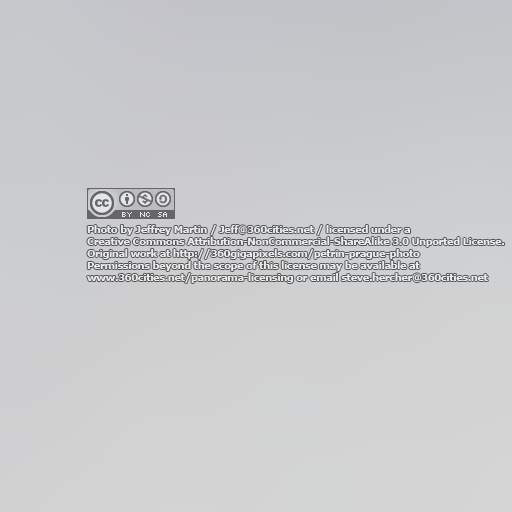 cc
BY NC SA
Photo by Jeffrey Martin / Jeff@360cities.net / licensed under a
Creative Commons Attribution-NonCommercial-ShareAlike 3.0 Unported License.
Original work at http://360gigapixels.com/petrin-prague-photo
Permissions beyond the scope of this license may be available at
www.360cities.net/panorama-licensing or email steve.hercher@360cities.net